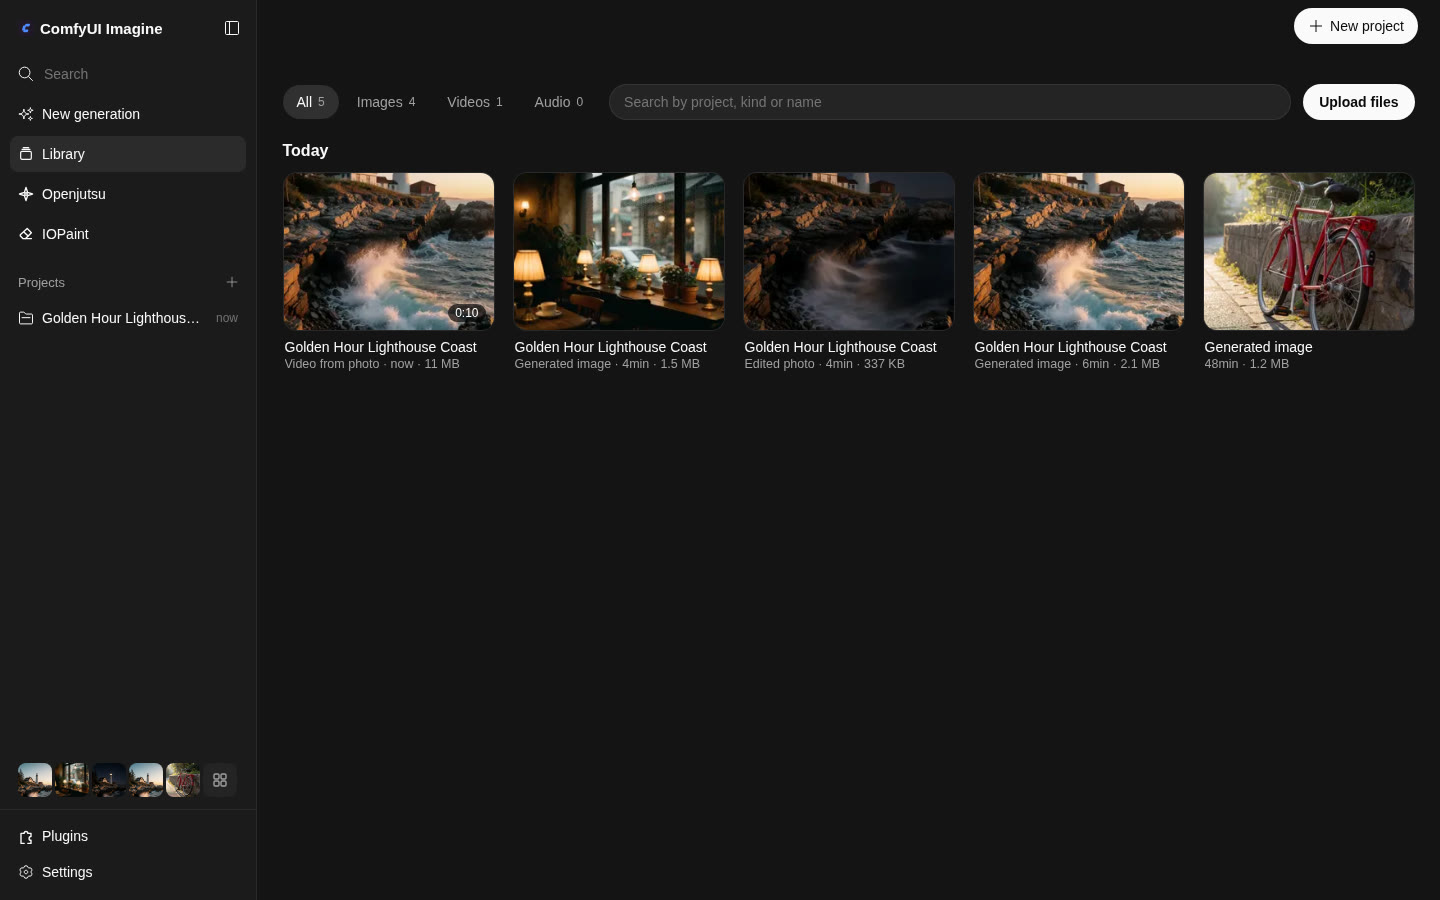 ComfyUI Imagine
Search
New generation
Library
Openjutsu
IOPaint
Projects
Golden Hour Lighthous… now
Plugins
Settings
New project
All 5 Images 4 Videos 1 Audio 0
Search by project, kind or name
Upload files
Today
0:10
Golden Hour Lighthouse Coast
Video from photo · now · 11 MB
Golden Hour Lighthouse Coast
Generated image · 4min · 1.5 MB
Golden Hour Lighthouse Coast
Edited photo · 4min · 337 KB
Golden Hour Lighthouse Coast
Generated image · 6min · 2.1 MB
Generated image
48min · 1.2 MB